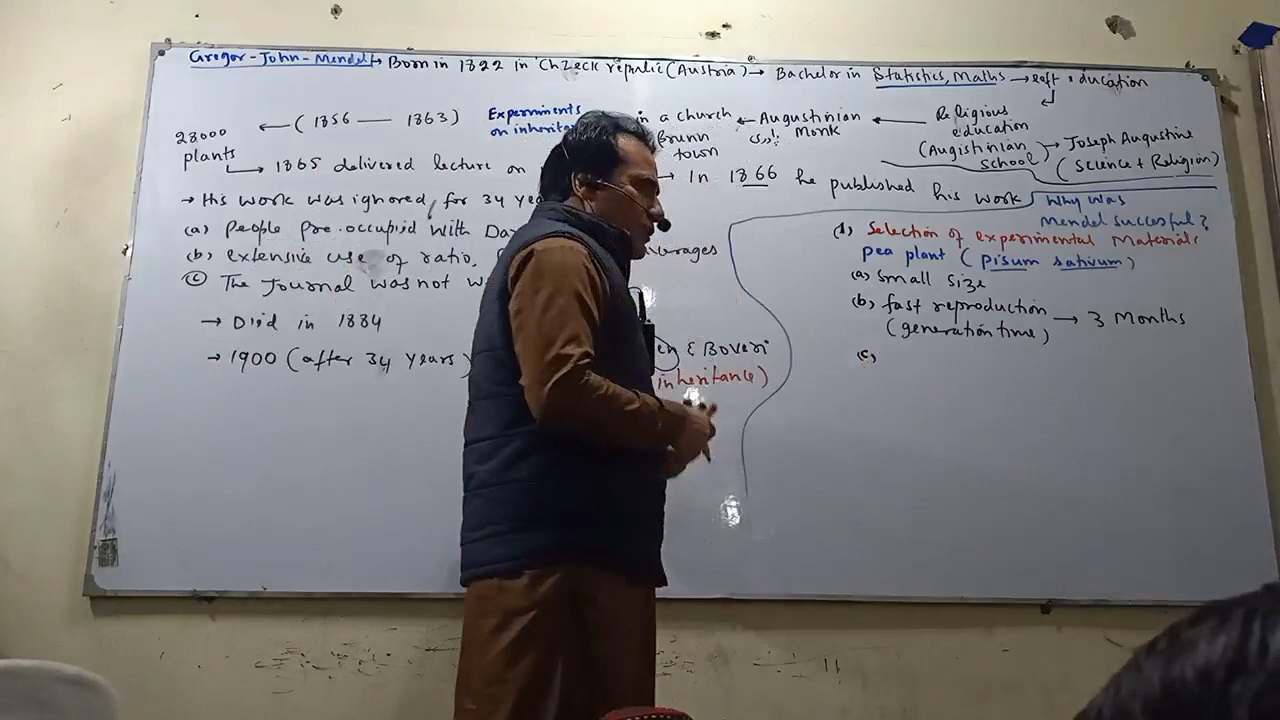 Gregor-John-Mendel → Born in 1822 in Chzeck republic (Austria) → Bachelor in Statistics, Maths → left education
Religious education (Augistinian school) → Joseph Augustine (Science + Religion)
← Augustinian Monk
in a church
Brunn town
Experiments on
← (1856 — 1863)
28000 plants
↳ 1865 delivered lecture on → In 1866 he published his work
→ His work was ignored for 34
(a) People pre-occupied with
(b) extensive use of ratio, averages
(c) The Journal was not
→ Died in 1884
→ 1900 (after 34 years) & Boveri
inheritance)
Why was
Mendel succesful?
(1) Selection of experimental Materials
pea plant (pisum sativum)
(a) Small size
(b) fast reproduction
(generation time) → 3 Months
(c)